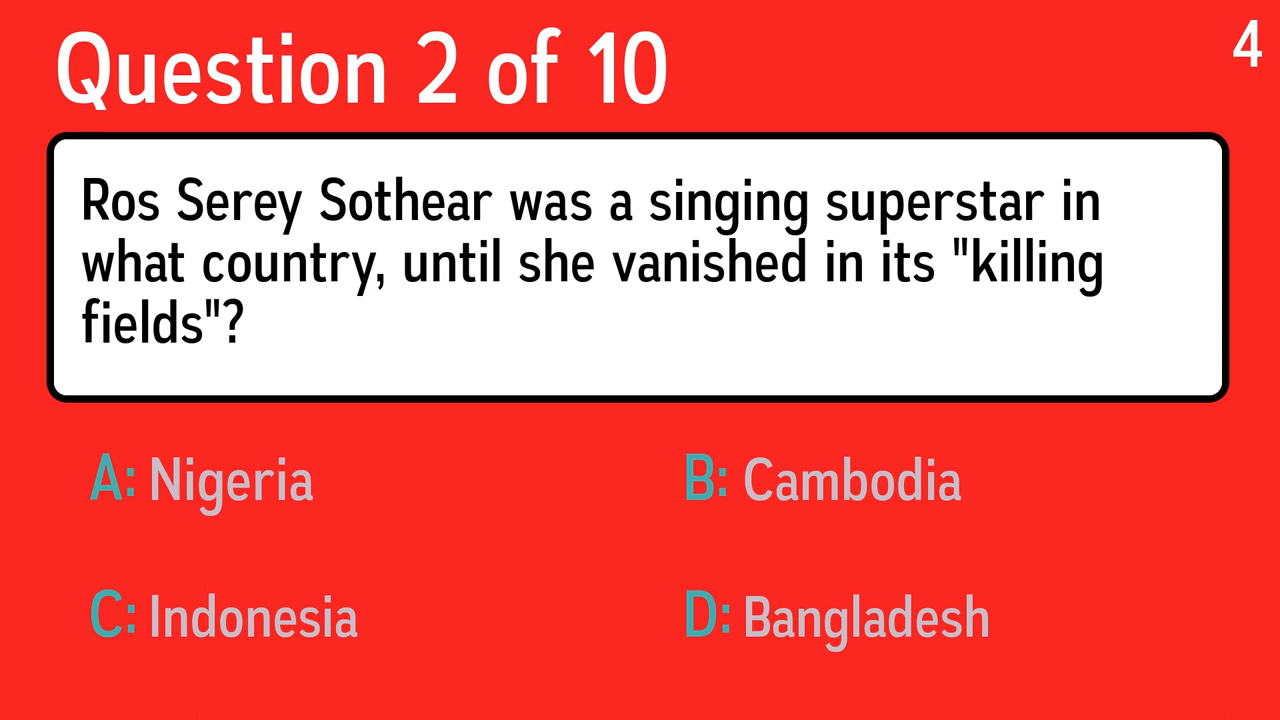 Question 2 of 10
4
Ros Serey Sothear was a singing superstar in
what country, until she vanished in its "killing
fields"?
A: Nigeria
B: Cambodia
C: Indonesia
D: Bangladesh